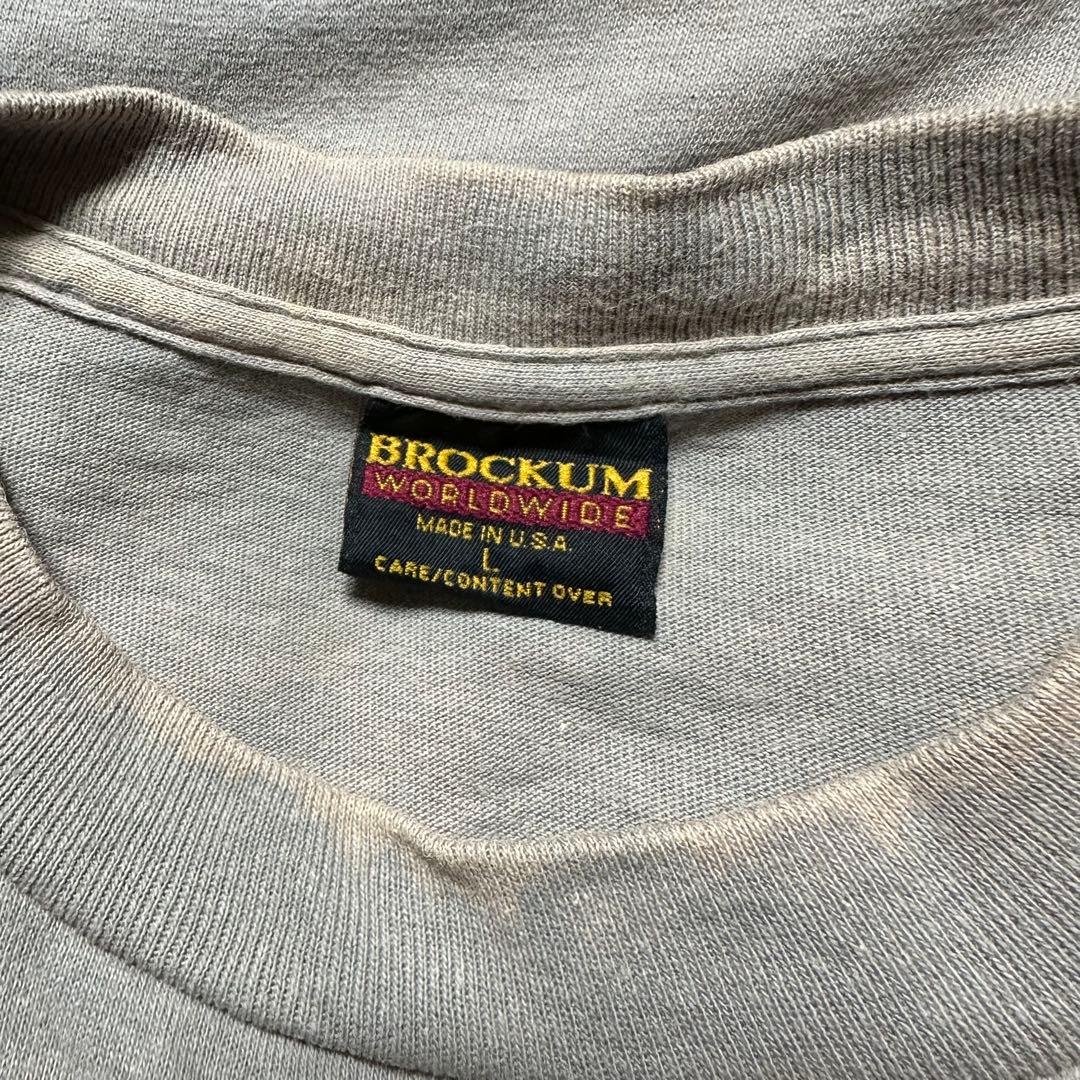 BROCKUM
WORLDWIDE
MADE IN U.S.A.
L
CARE/CONTENT OVER